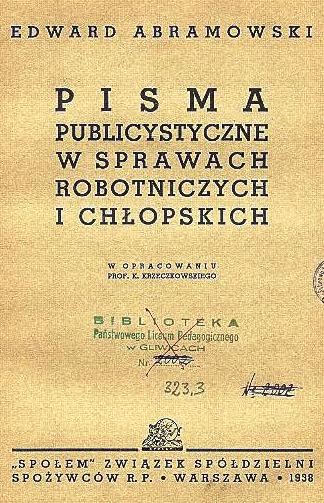 EDWARD ABRAMOWSKI
PISMA
PUBLICYSTYCZNE
W SPRAWACH
ROBOTNICZYCH
I CHŁOPSKICH
W OPRACOWANIU
PROF. K. KRZECZKOWSKIEGO
BIBLIOTEKA
Państwowego Liceum Pedagogicznego
W GLIWICACH
Nr.
323,3
„SPOŁEM" ZWIĄZEK SPÓŁDZIELNI
SPOŻYWCÓW R.P. • WARSZAWA • 1938